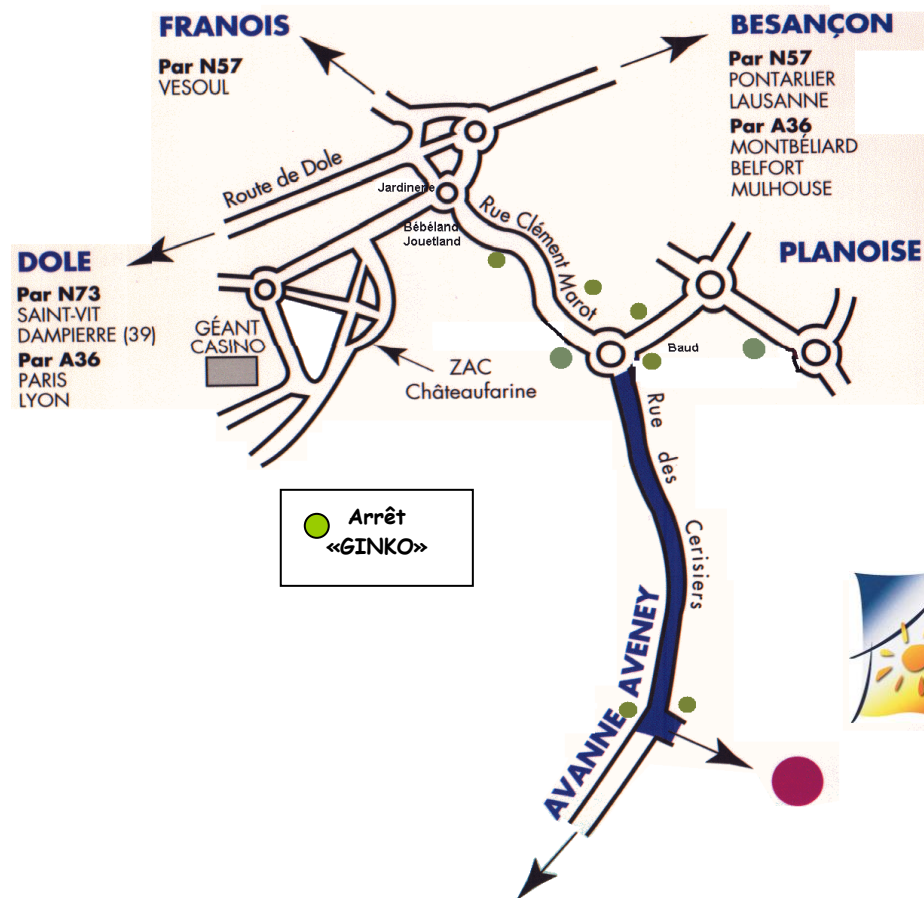 FRANOIS
Par N57
VESOUL
BESANÇON
Par N57
PONTARLIER
LAUSANNE
Par A36
MONTBÉLIARD
BELFORT
MULHOUSE
Route de Dole
Jardinerie
Bébéland
Jouetland
Rue Clément Marot
PLANOISE
DOLE
Par N73
SAINT-VIT
DAMPIERRE (39)
Par A36
PARIS
LYON
GÉANT
CASINO
ZAC
Châteaufarine
Baud
Rue des Cerisiers
Arrêt
«GINKO»
AVANNE AVENEY